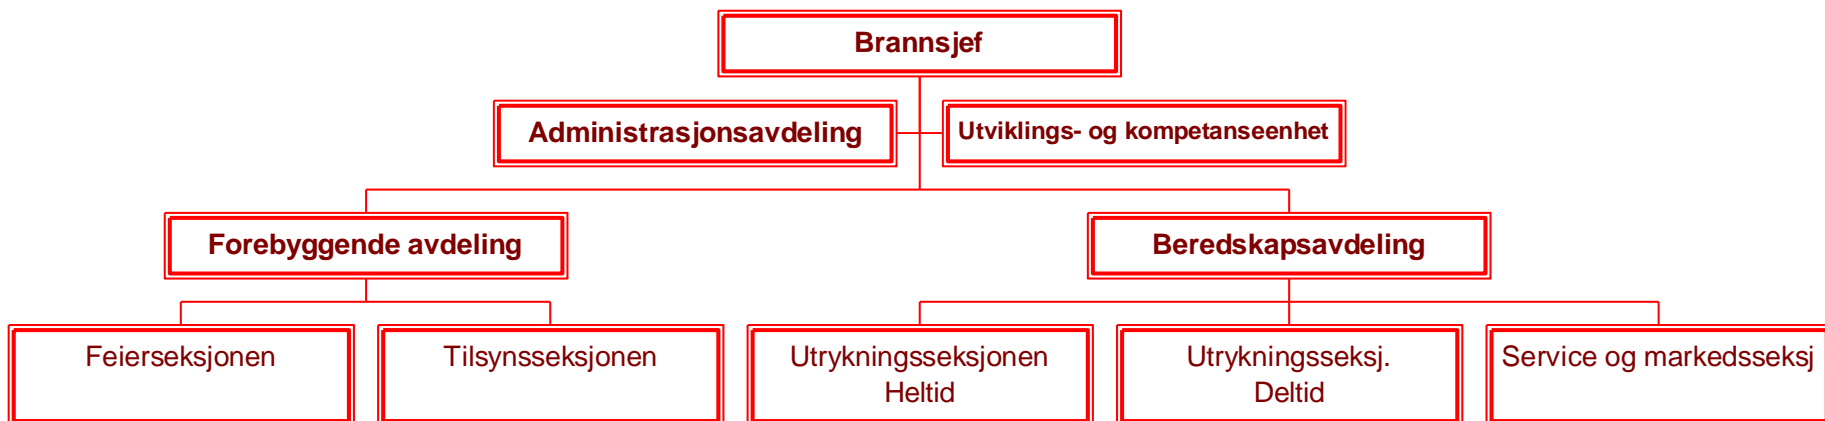 Brannsjef
Administrasjonsavdeling
Utviklings- og kompetanseenhet
Forebyggende avdeling
Beredskapsavdeling
Feierseksjonen
Tilsynsseksjonen
Utrykningsseksjonen
Heltid
Utrykningsseksj.
Deltid
Service og markedsseksj